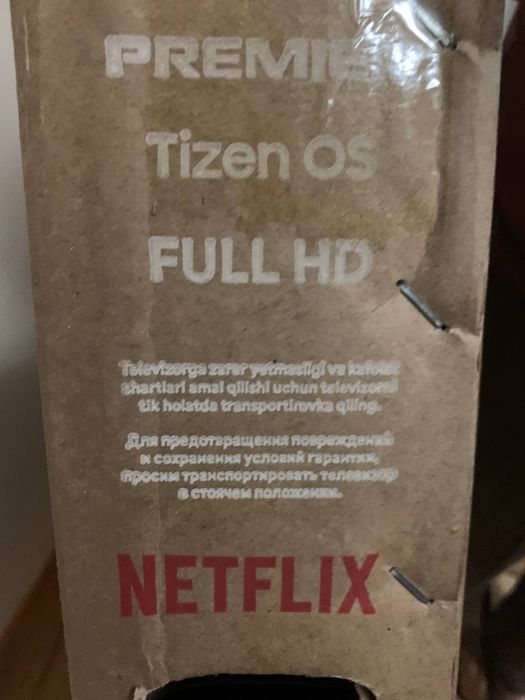 PREMIER
Tizen OS
FULL HD
Televizorga zarar yetmasligi va kafolat
shartlari amal qilishi uchun televizorni
tik holatda transportirovka qiling.
Для предотвращения повреждений
и сохранения условий гарантии,
просим транспортировать телевизор
в стоячем положении.
NETFLIX